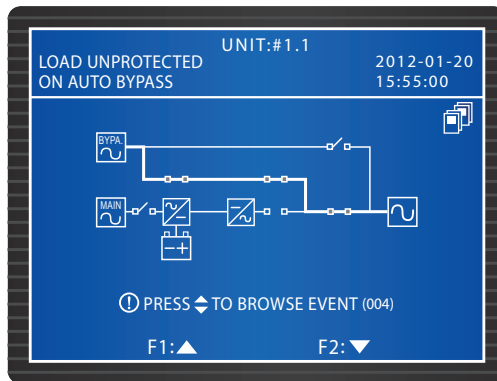 UNIT:#1.1
LOAD UNPROTECTED
ON AUTO BYPASS
2012-01-20
15:55:00
BYPA.
MAIN
PRESS TO BROWSE EVENT (004)
F1: F2: